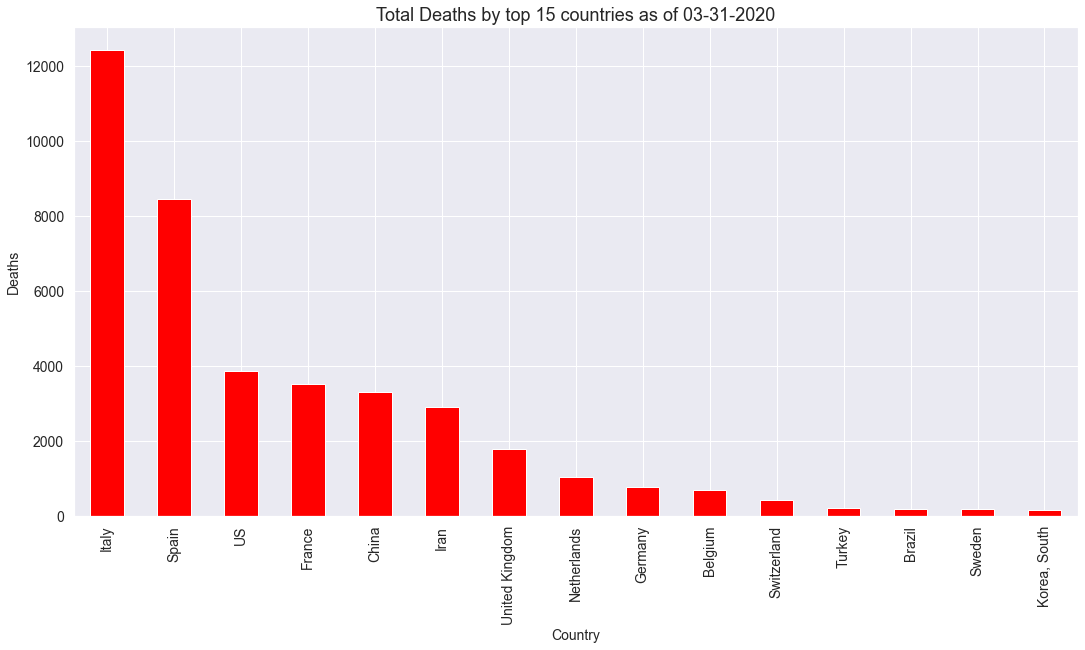 Total Deaths by top 15 countries as of 03-31-2020
12000
10000
8000
6000
4000
2000
0
Deaths
Italy
Spain
US
France
China
Iran
United Kingdom
Netherlands
Germany
Belgium
Switzerland
Turkey
Brazil
Sweden
Korea, South
Country